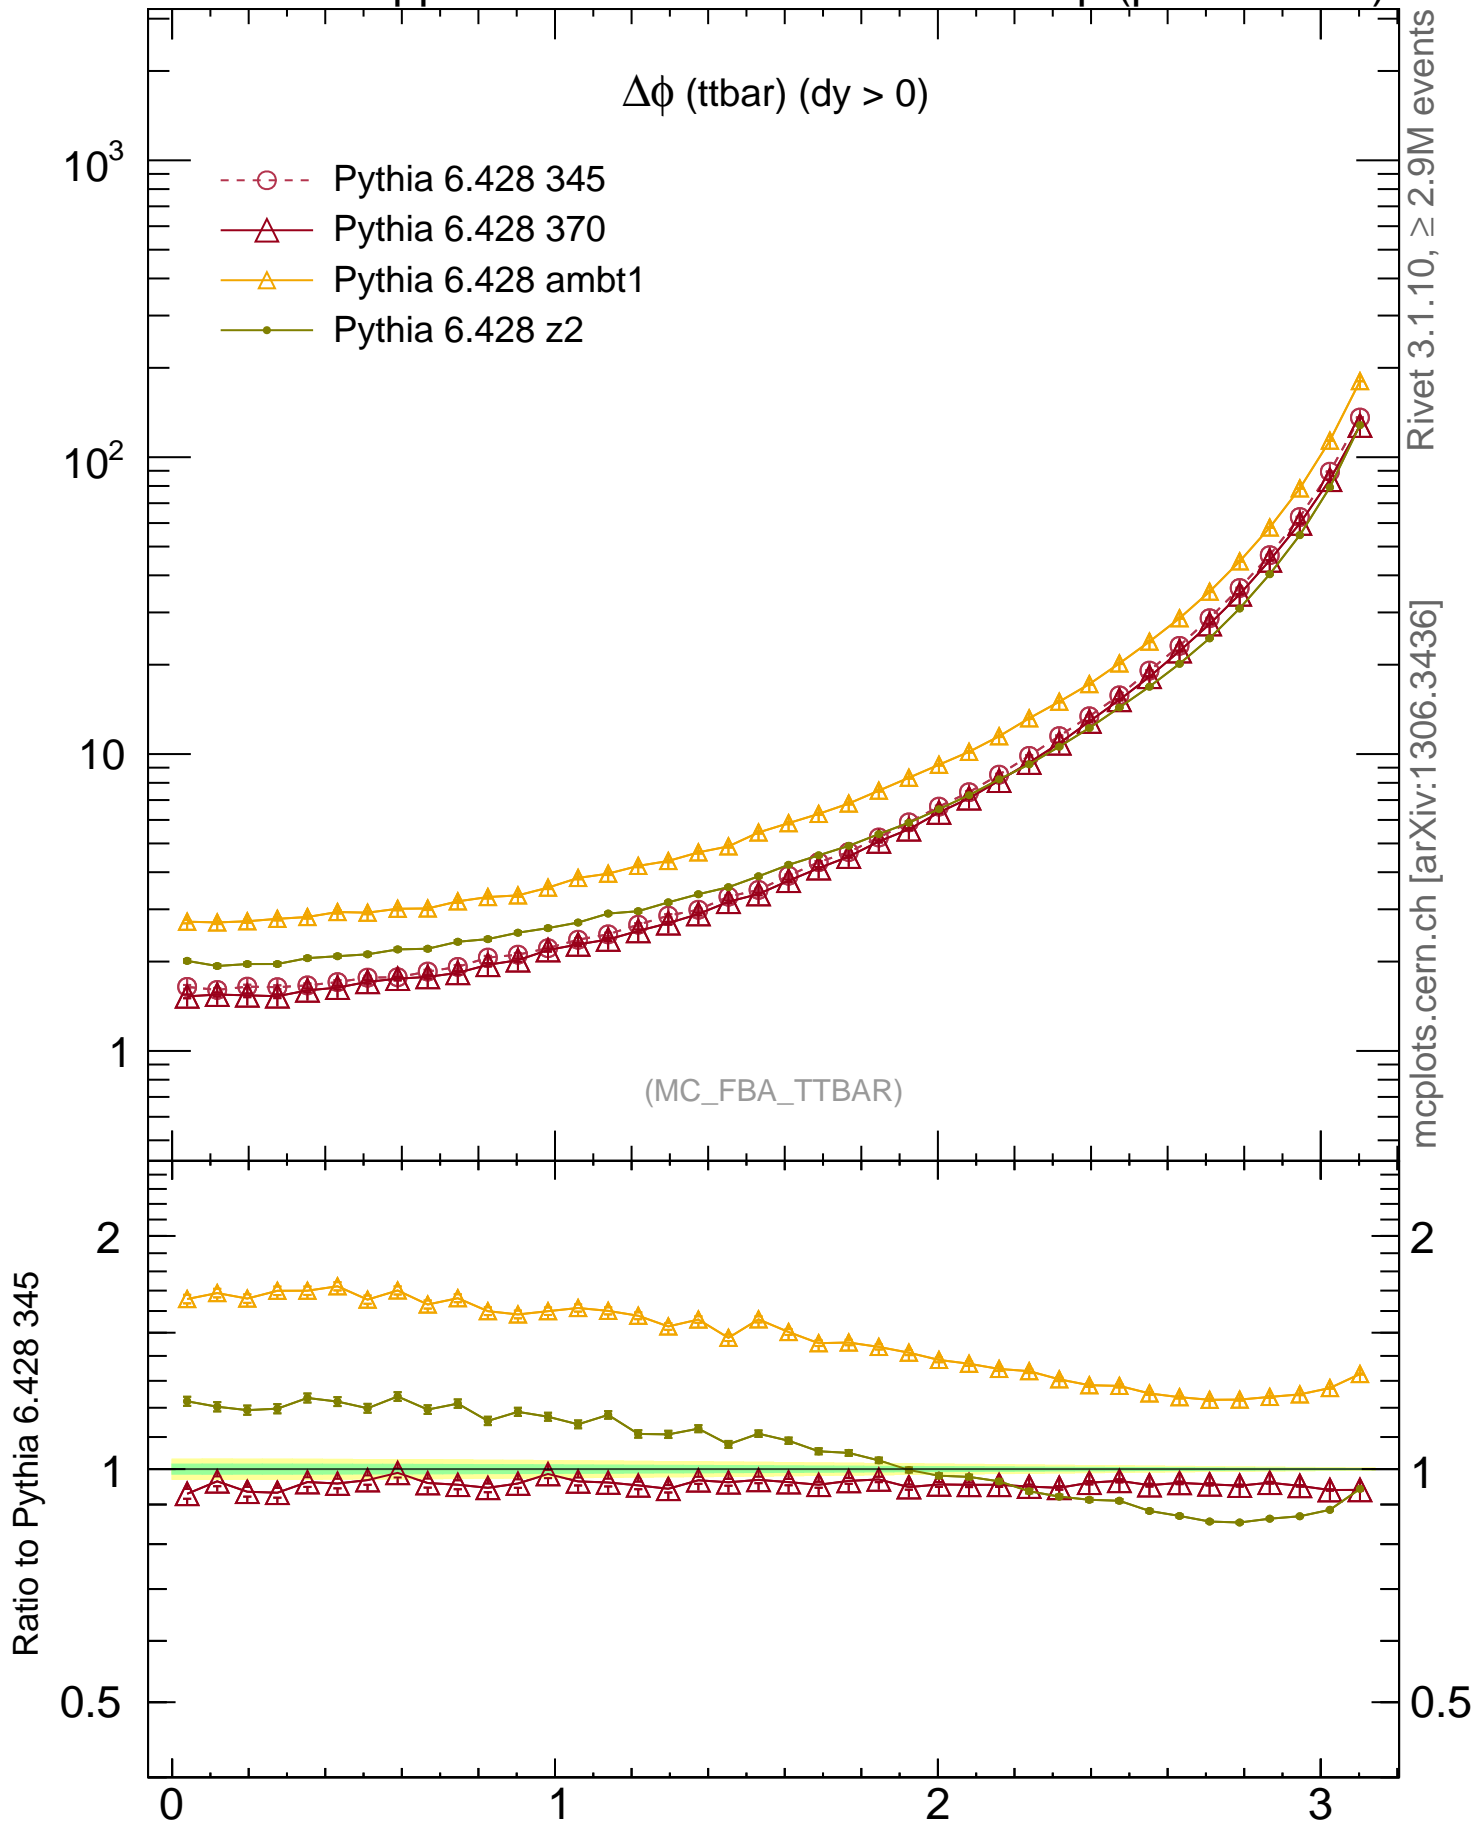 Δϕ (ttbar) (dy > 0)
Pythia 6.428 345
Pythia 6.428 370
Pythia 6.428 ambt1
Pythia 6.428 z2
10³
10²
10
1
(MC_FBA_TTBAR)
Rivet 3.1.10, ≥ 2.9M events
mcplots.cern.ch [arXiv:1306.3436]
Ratio to Pythia 6.428 345
2
1
0.5
2
1
0.5
0
1
2
3